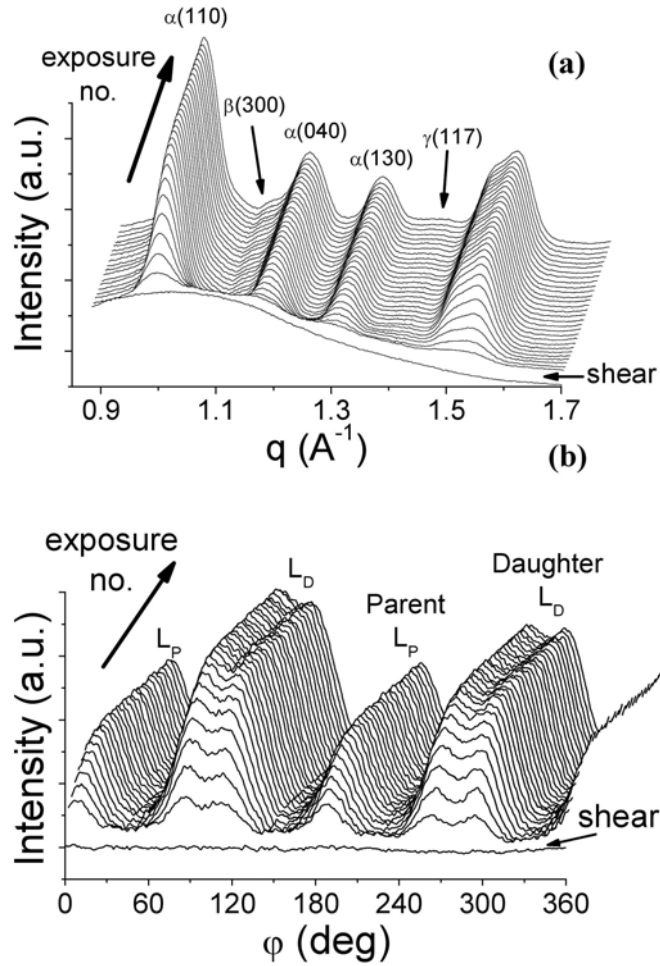 α(110)
exposure
no.
(a)
β(300)
α(040)
α(130)
γ(117)
Intensity (a.u.)
shear
0.9 1.1 1.3 1.5 1.7
q (A⁻¹)
(b)
exposure
no.
L_D
Daughter
Parent
L_D
L_P
L_P
Intensity (a.u.)
shear
0 60 120 180 240 300 360
φ (deg)